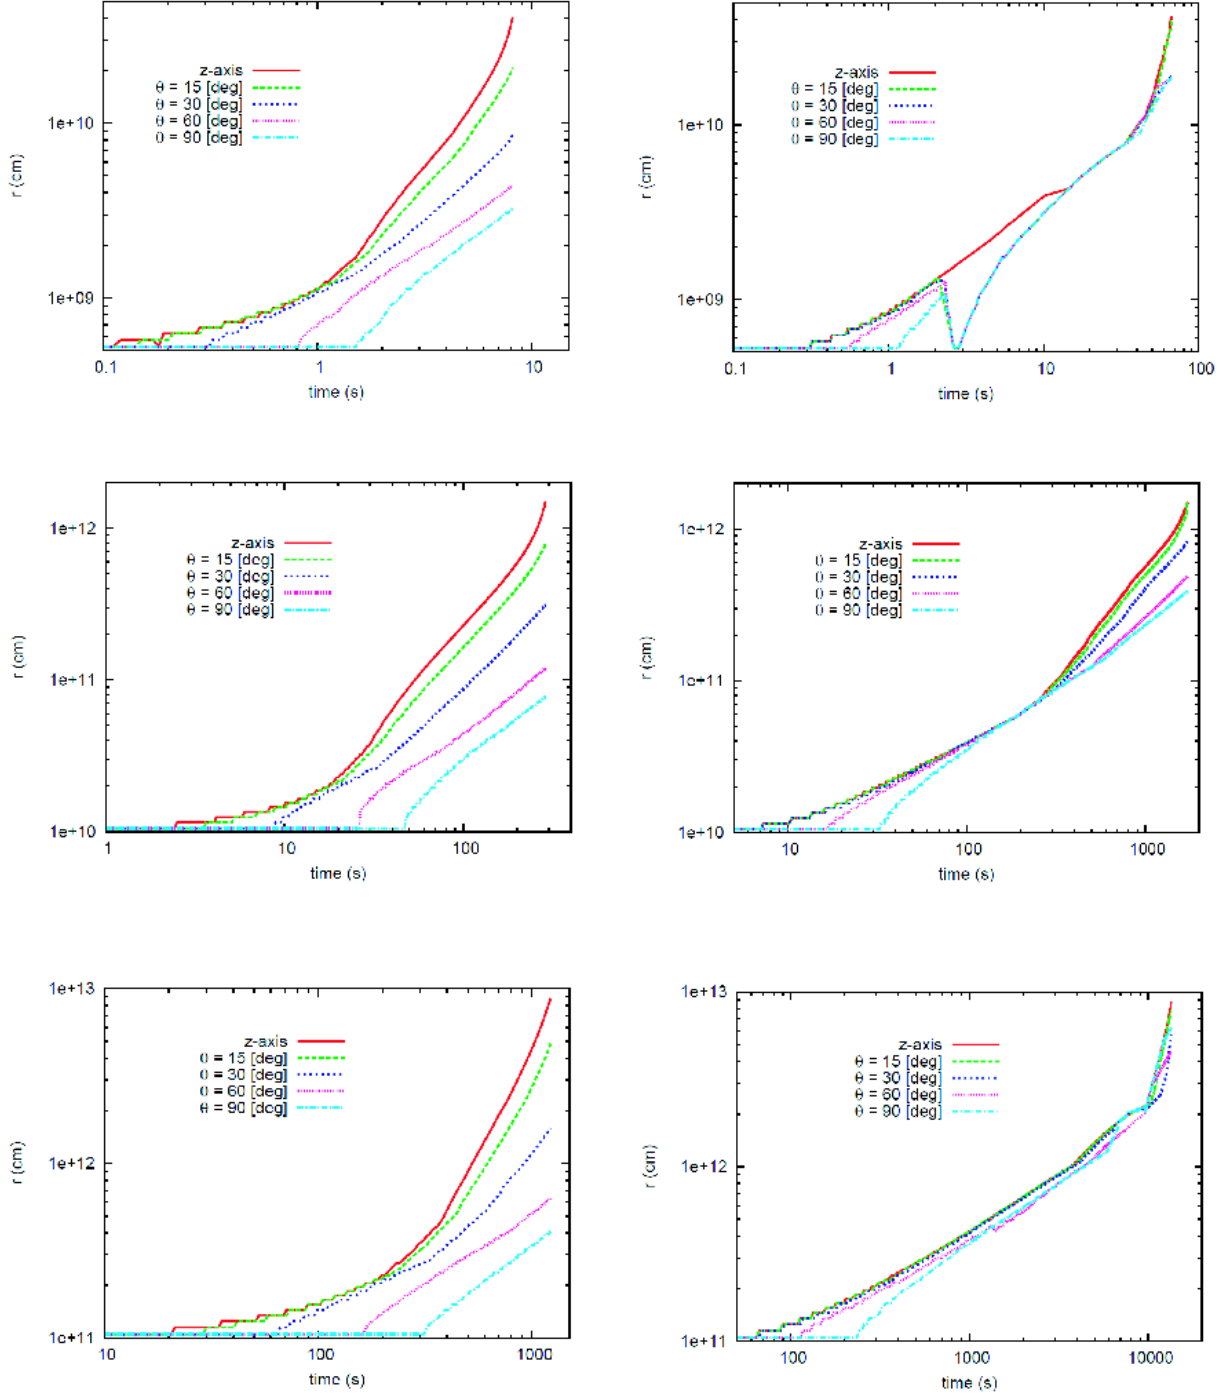 1e+10
1e+09
r (cm)
z-axis
θ = 15 [deg]
θ = 30 [deg]
θ = 60 [deg]
θ = 90 [deg]
0.1
1
10
time (s)
1e+10
1e+09
r (cm)
z-axis
θ = 15 [deg]
θ = 30 [deg]
θ = 60 [deg]
θ = 90 [deg]
0.1
1
10
100
time (s)
1e+12
1e+11
1e+10
r (cm)
z-axis
θ = 15 [deg]
θ = 30 [deg]
θ = 60 [deg]
θ = 90 [deg]
1
10
100
time (s)
1e+12
1e+11
1e+10
r (cm)
z-axis
θ = 15 [deg]
θ = 30 [deg]
θ = 60 [deg]
θ = 90 [deg]
10
100
1000
time (s)
1e+13
1e+12
1e+11
r (cm)
z-axis
θ = 15 [deg]
θ = 30 [deg]
θ = 60 [deg]
θ = 90 [deg]
10
100
1000
time (s)
1e+13
1e+12
1e+11
r (cm)
z-axis
θ = 15 [deg]
θ = 30 [deg]
θ = 60 [deg]
θ = 90 [deg]
100
1000
10000
time (s)